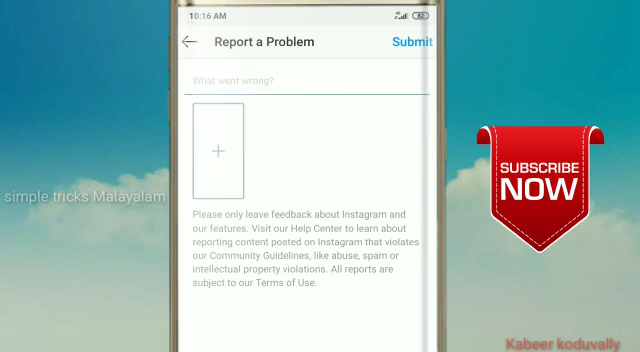 10:16 AM
4G
62
Report a Problem
Submit
What went wrong?
+
Please only leave feedback about Instagram and
our features. Visit our Help Center to learn about
reporting content posted on Instagram that violates
our Community Guidelines, like abuse, spam or
intellectual property violations. All reports are
subject to our Terms of Use.
simple tricks Malayalam
SUBSCRIBE
NOW
Kabeer koduvally